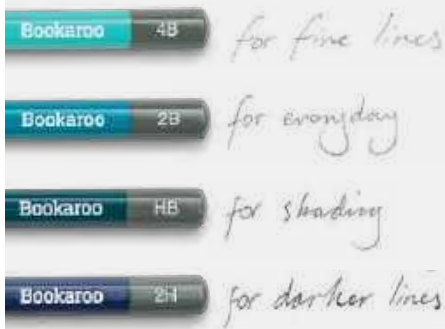 Bookaroo 4B for fine lines
Bookaroo 2B for everyday
Bookaroo HB for shading
Bookaroo 2H for darker lines